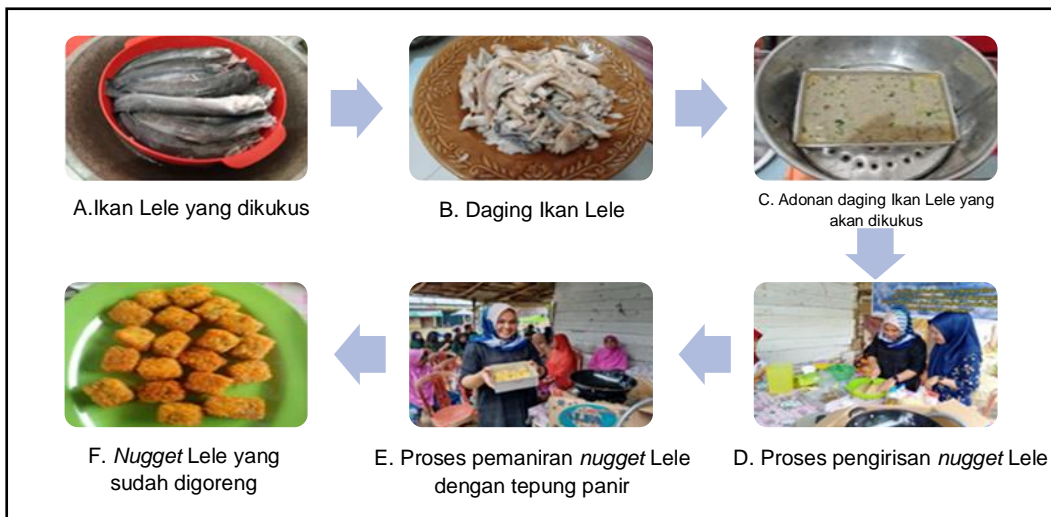 A.Ikan Lele yang dikukus
B. Daging Ikan Lele
C. Adonan daging Ikan Lele yang
akan dikukus
D. Proses pengirisan nugget Lele
E. Proses pemaniran nugget Lele
dengan tepung panir
F. Nugget Lele yang
sudah digoreng